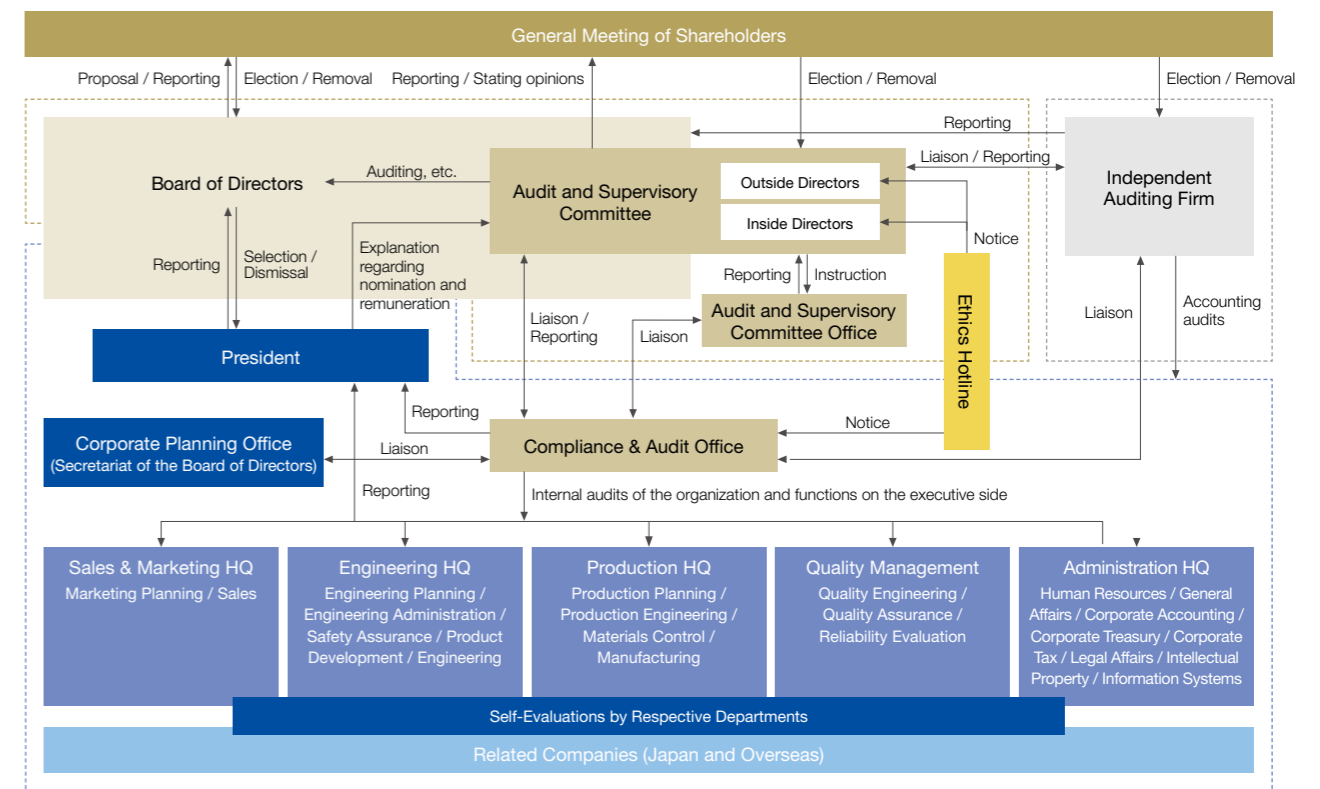 General Meeting of Shareholders
Proposal / Reporting
Election / Removal
Reporting / Stating opinions
Election / Removal
Election / Removal
Reporting
Liaison / Reporting
Board of Directors
Auditing, etc.
Audit and Supervisory
Committee
Outside Directors
Inside Directors
Independent
Auditing Firm
Notice
Reporting
Selection /
Dismissal
Explanation
regarding
nomination and
remuneration
Reporting
Instruction
Audit and Supervisory
Committee Office
Liaison /
Reporting
Liaison
Ethics Hotline
Liaison
Accounting
audits
President
Reporting
Notice
Corporate Planning Office
(Secretariat of the Board of Directors)
Liaison
Compliance & Audit Office
Reporting
Internal audits of the organization and functions on the executive side
Sales & Marketing HQ
Marketing Planning / Sales
Engineering HQ
Engineering Planning /
Engineering Administration /
Safety Assurance / Product
Development / Engineering
Production HQ
Production Planning /
Production Engineering /
Materials Control /
Manufacturing
Quality Management
Quality Engineering /
Quality Assurance /
Reliability Evaluation
Administration HQ
Human Resources / General
Affairs / Corporate Accounting /
Corporate Treasury / Corporate
Tax / Legal Affairs / Intellectual
Property / Information Systems
Self-Evaluations by Respective Departments
Related Companies (Japan and Overseas)